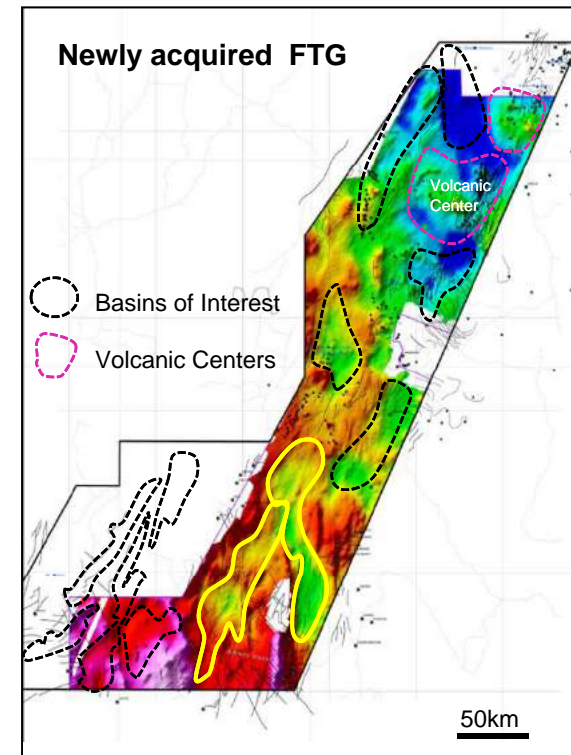 Newly acquired FTG
Volcanic
Center
Basins of Interest
Volcanic Centers
50km